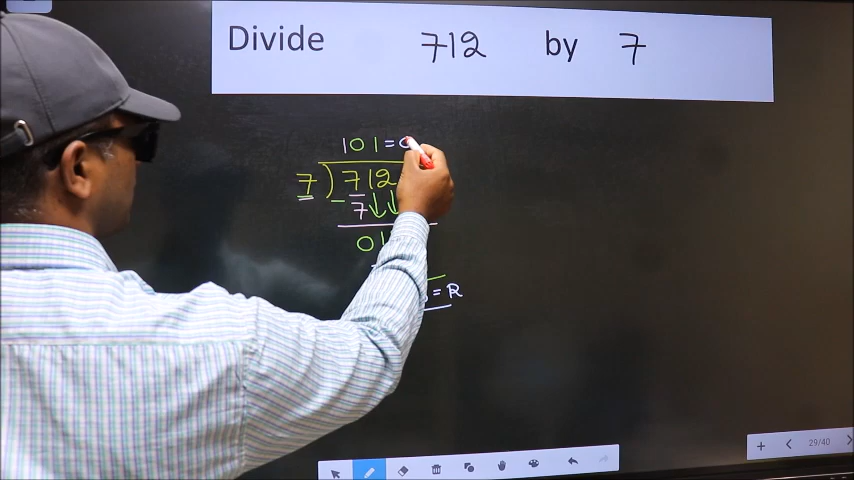 Divide 712 by 7
101 =
7 ) 712
- 7
01
= R
29/40